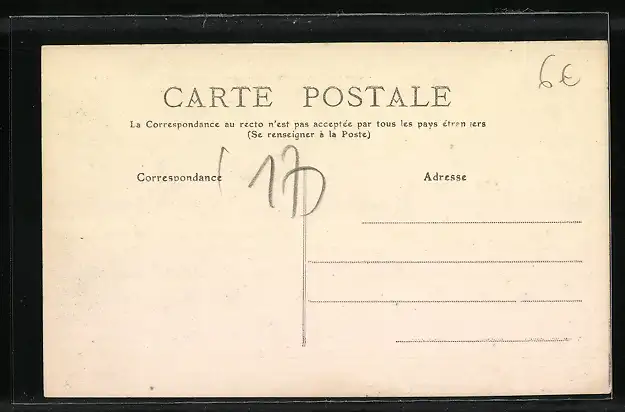 6€
CARTE POSTALE
La Correspondance au recto n'est pas acceptée par tous les pays étrangers
(Se renseigner à la Poste)
Correspondance
17
Adresse